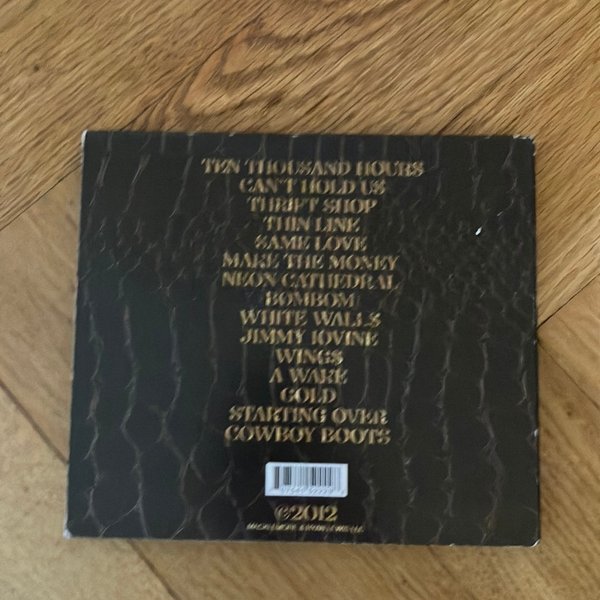 TEN THOUSAND HOURS
CAN'T HOLD US
THRIFT SHOP
THIN LINE
SAME LOVE
MAKE THE MONEY
NEON CATHEDRAL
BOMBOM
WHITE WALLS
JIMMY IOVINE
WINGS
A WAKE
GOLD
STARTING OVER
COWBOY BOOTS
©2012